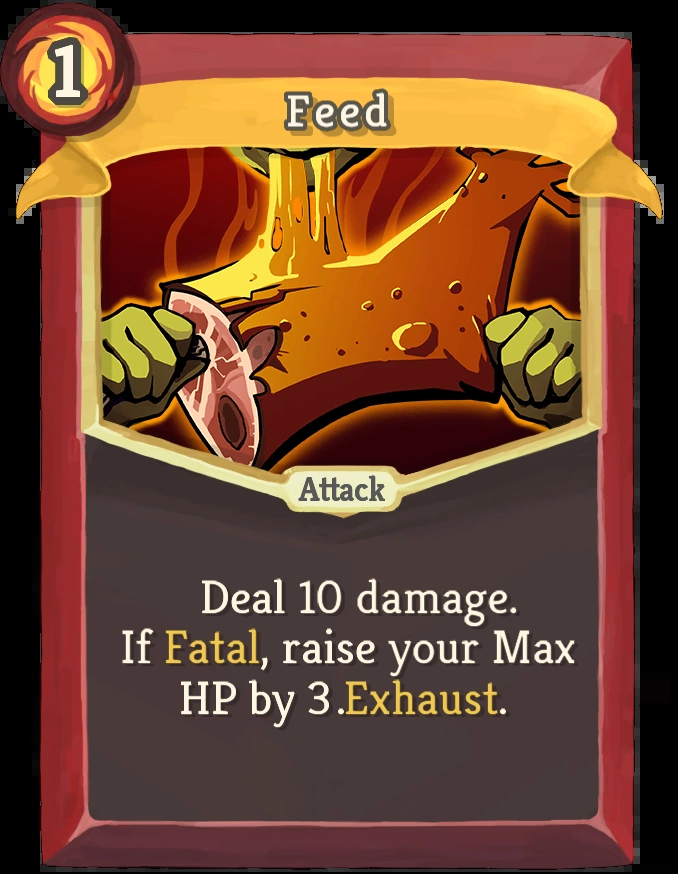 1
Feed
Attack
Deal 10 damage.
If Fatal, raise your Max
HP by 3.Exhaust.